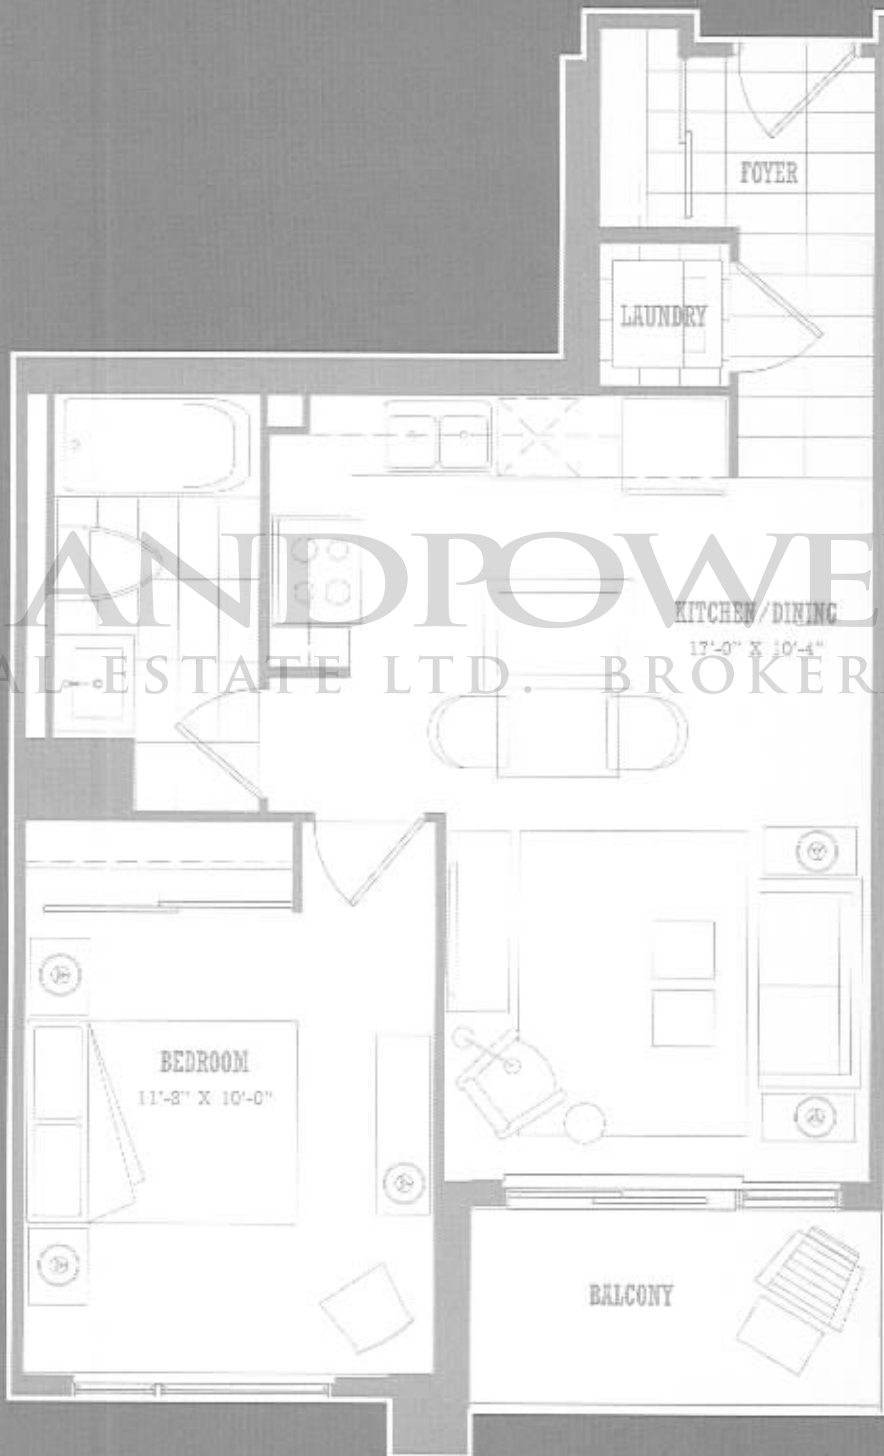 FOYER
LAUNDRY
ANDPOWE
KITCHEN/DINING
17'-0" X 10'-4"
AL ESTATE LTD. BROKER
BEDROOM
11'-8" X 10'-0"
BALCONY